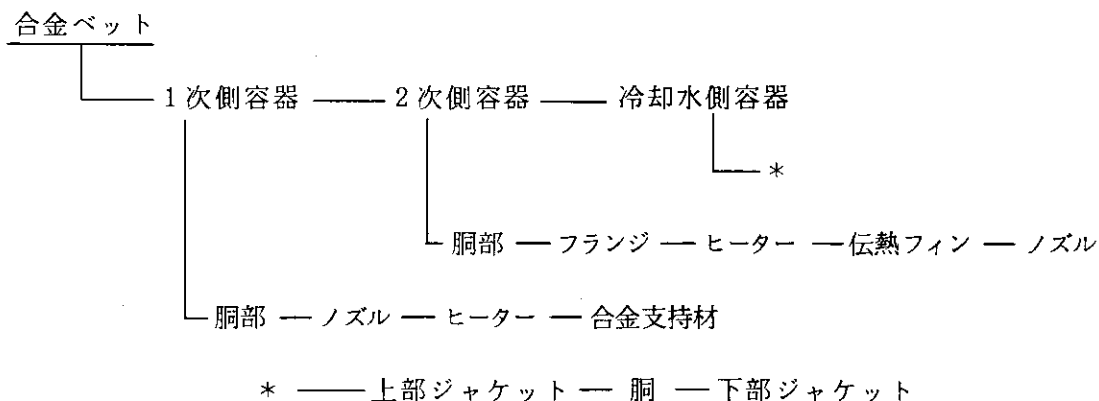 合金ベット
1次側容器 2次側容器 冷却水側容器
*
胴部 フランジ ヒーター 伝熱フィン ノズル
胴部 ノズル ヒーター 合金支持材
* 上部ジャケット 胴 下部ジャケット